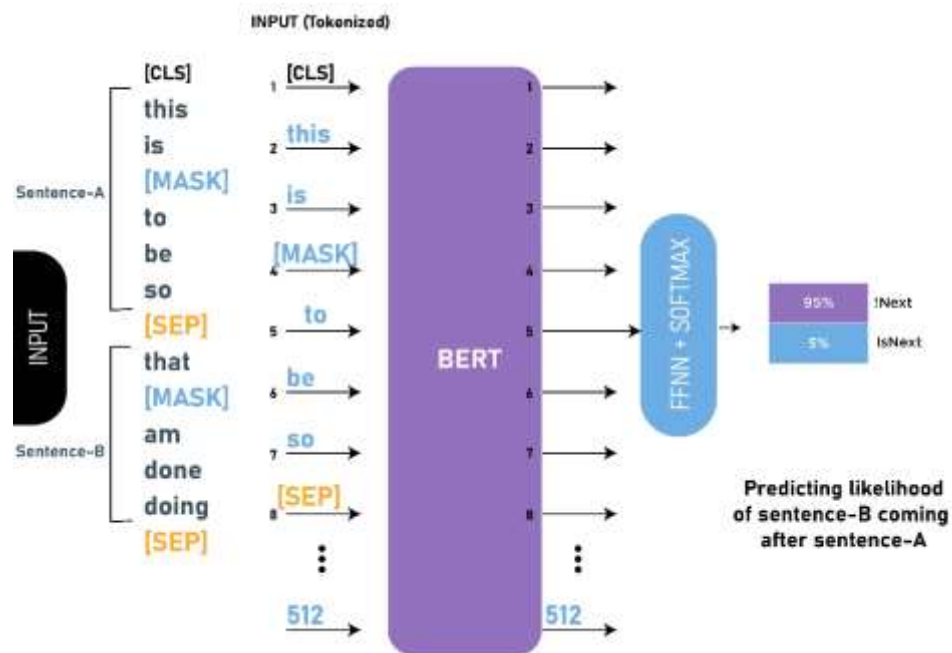 INPUT (Tokenized)
INPUT
Sentence-A
Sentence-B
[CLS]
this
is
[MASK]
to
be
so
[SEP]
that
[MASK]
am
done
doing
[SEP]
1 [CLS]
2 this
3 is
4 [MASK]
5 to
6 be
7 so
8 [SEP]
512
BERT
1
2
3
4
5
6
7
8
512
FFNN + SOFTMAX
95% !Next
5% IsNext
Predicting likelihood
of sentence-B coming
after sentence-A